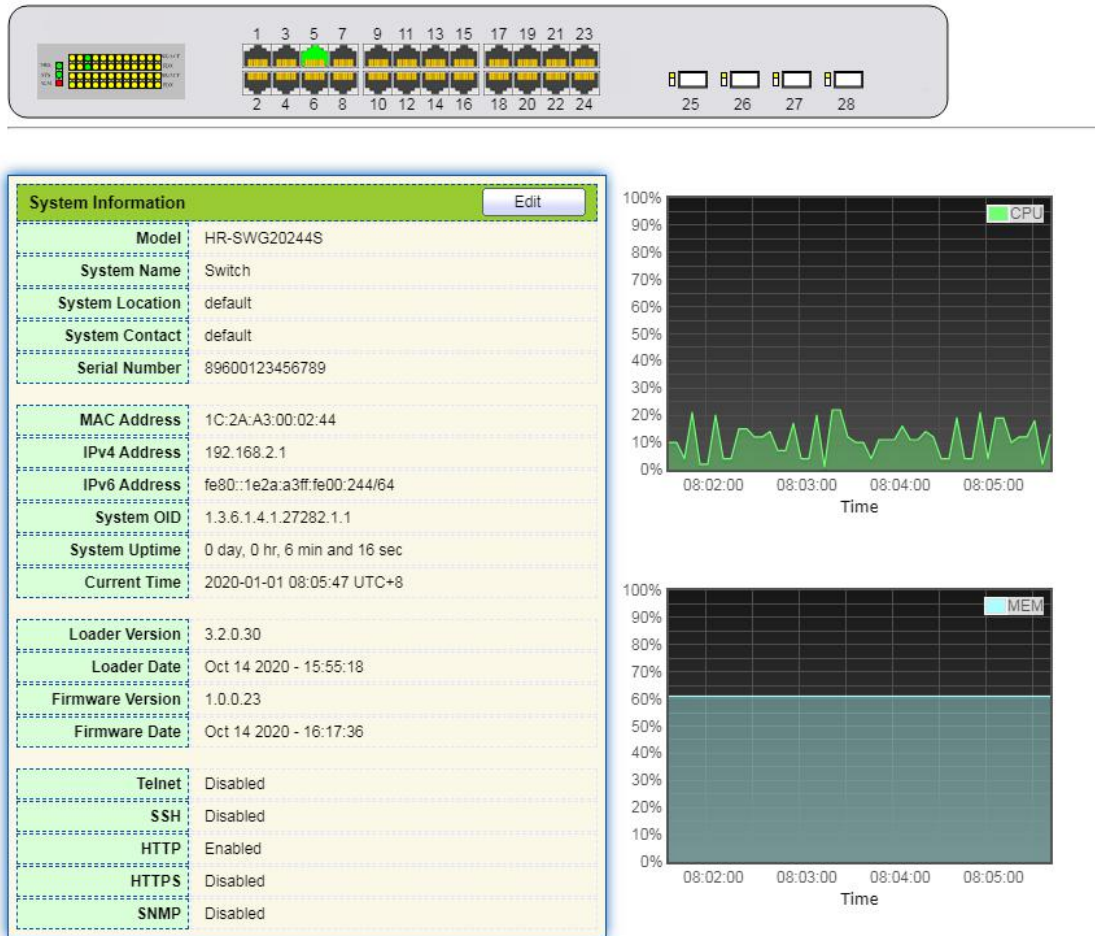 1 3 5 7 9 11 13 15 17 19 21 23
2 4 6 8 10 12 14 16 18 20 22 24 25 26 27 28
System Information Edit
Model HR-SWG20244S
System Name Switch
System Location default
System Contact default
Serial Number 89600123456789
MAC Address 1C:2A:A3:00:02:44
IPv4 Address 192.168.2.1
IPv6 Address fe80::1e2a:a3ff:fe00:244/64
System OID 1.3.6.1.4.1.27282.1.1
System Uptime 0 day, 0 hr, 6 min and 16 sec
Current Time 2020-01-01 08:05:47 UTC+8
Loader Version 3.2.0.30
Loader Date Oct 14 2020 - 15:55:18
Firmware Version 1.0.0.23
Firmware Date Oct 14 2020 - 16:17:36
Telnet Disabled
SSH Disabled
HTTP Enabled
HTTPS Disabled
SNMP Disabled
CPU
100%
90%
80%
70%
60%
50%
40%
30%
20%
10%
0%
08:02:00 08:03:00 08:04:00 08:05:00
Time
MEM
100%
90%
80%
70%
60%
50%
40%
30%
20%
10%
0%
08:02:00 08:03:00 08:04:00 08:05:00
Time